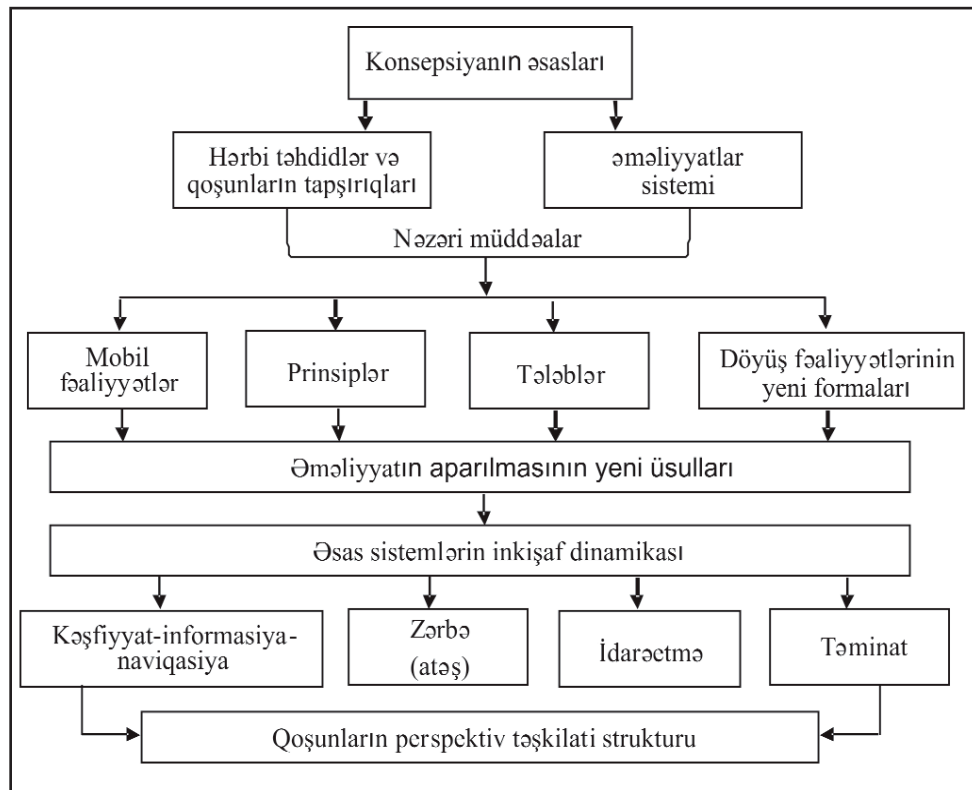 Konsepsiyanın əsasları
Hərbi təhdidlər və
qoşunların tapşırıqları
əməliyyatlar
sistemi
Nəzəri müddəalar
Mobil
fəaliyyətlər
Prinsiplər
Tələblər
Döyüş fəaliyyətlərinin
yeni formaları
Əməliyyatın aparılmasının yeni üsulları
Əsas sistemlərin inkişaf dinamikası
Kəşfiyyat-informasiya-
naviqasiya
Zərbə
(atəş)
İdarəctmə
Təminat
Qoşunların perspektiv təşkilati strukturu